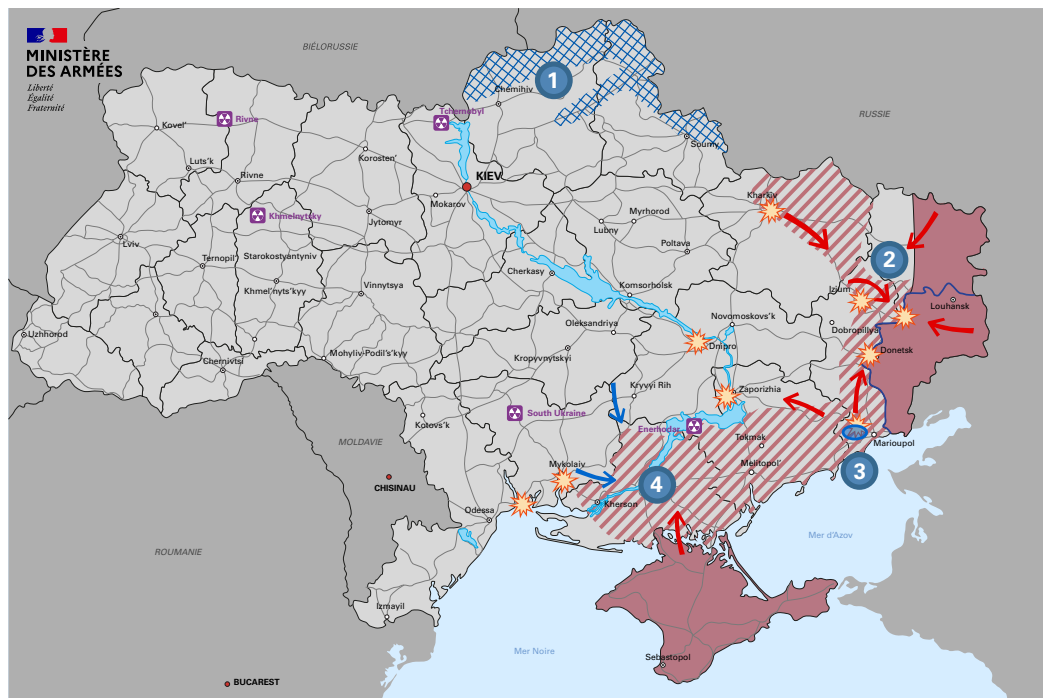 MINISTÈRE
DES ARMÉES
Liberté
Égalité
Fraternité
BIÉLORUSSIE
RUSSIE
1
Chernihiv
Tchernobyl
Rivne
Kovel'
Soumy
Korosten'
Luts'k
Rivne
KIEV
Kharkiv
Mokarov
Khmelnytsky
Jytomyr
Myrhorod
Lubny
Lviv
Poltava
Starokostyantyniv
Ternopil'
2
Cherkasy
Khmel'nyts'kyy
Vinnytsya
Komsorhoisk
Izium
Louhansk
Oleksandriya
Novomoskovs'k
Dobropillya
Uzhhorod
Dnipro
Donetsk
Chernivtsi
Mohyliv-Podil's'kyy
Kropyvnytskyi
Kryvyi Rih
Zaporizhia
South Ukraine
Kotovs'k
Enerhodar
Tokmak
Marioupol
MOLDAVIE
Mykolaiv
Melitopol'
3
4
CHISINAU
Kherson
Odessa
Mer d'Azov
ROUMANIE
Izmayil
Mer Noire
Sebastopol
BUCAREST